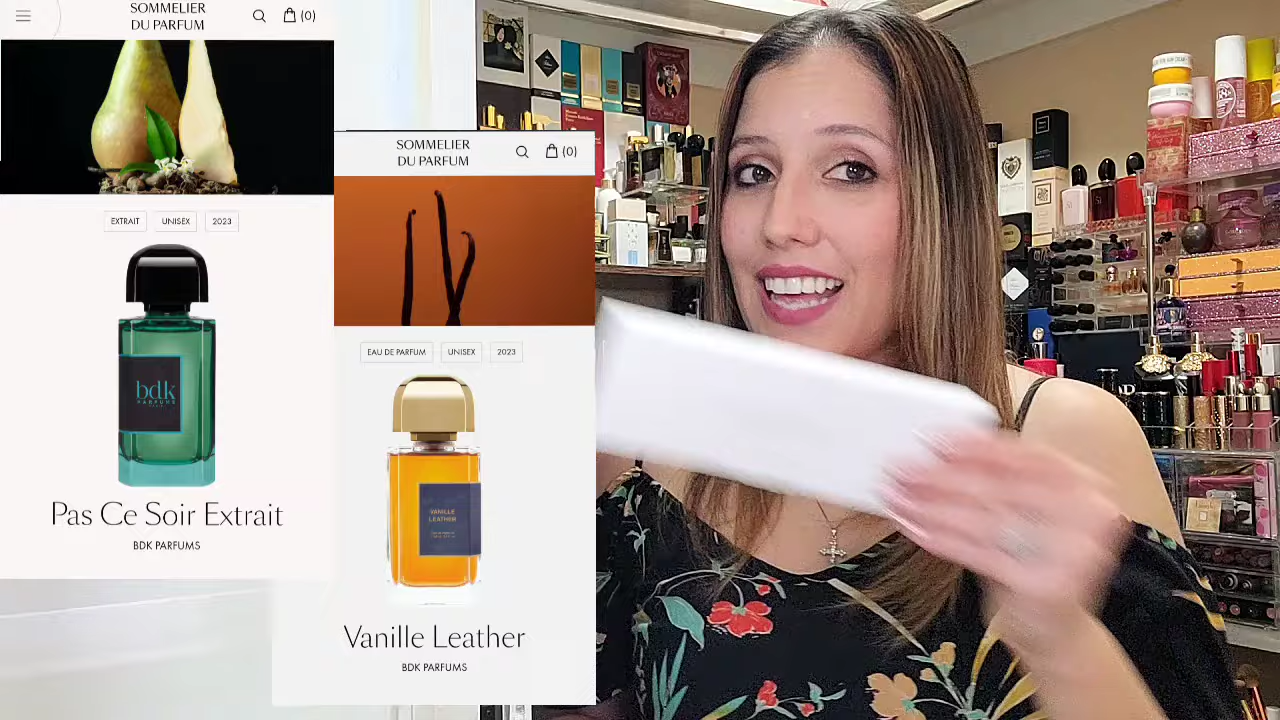 SOMMELIER
DU PARFUM
(0)
EXTRAIT
UNISEX
2023
bdk
PARFUMS
Pas Ce Soir Extrait
BDK PARFUMS
SOMMELIER
DU PARFUM
(0)
EAU DE PARFUM
UNISEX
2023
VANILLE
LEATHER
Vanille Leather
BDK PARFUMS